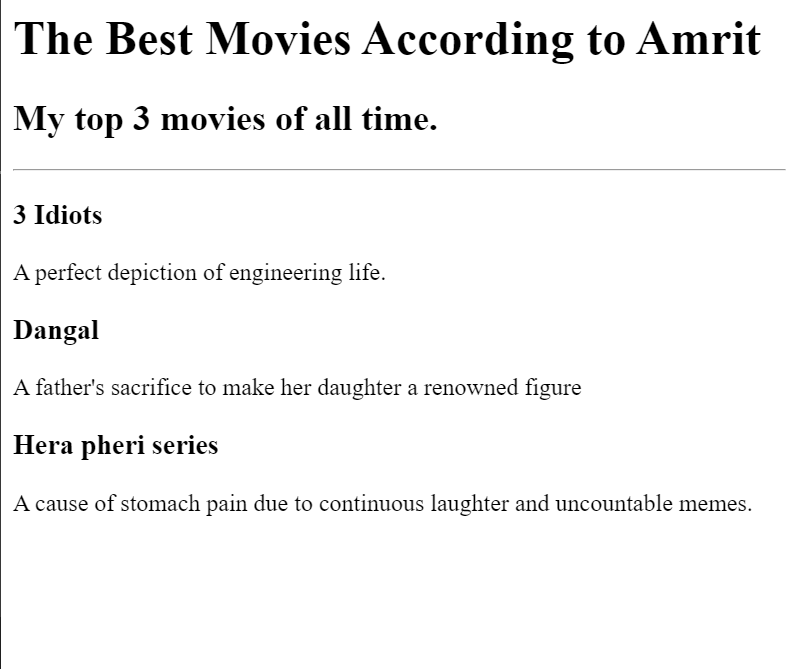 The Best Movies According to Amrit
My top 3 movies of all time.
3 Idiots
A perfect depiction of engineering life.
Dangal
A father's sacrifice to make her daughter a renowned figure
Hera pheri series
A cause of stomach pain due to continuous laughter and uncountable memes.